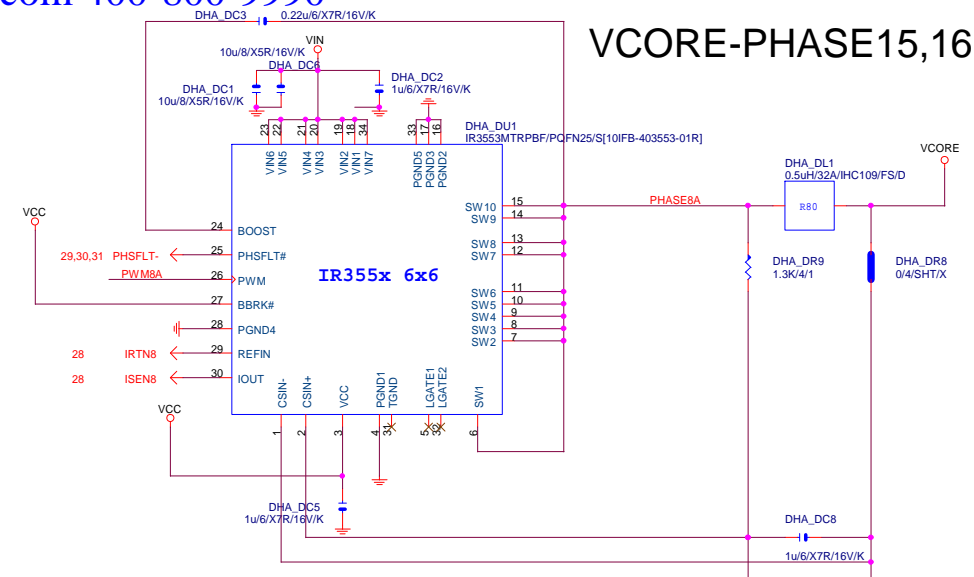 DHA_DC3
0.22u/6/X7R/16V/K
VCORE-PHASE15,16
VIN
10u/8/X5R/16V/K
DHA_DC6
DHA_DC1
10u/8/X5R/16V/K
DHA_DC2
1u/6/X7R/16V/K
DHA_DU1
IR3553MTRPBF/PQFN25/S[10IFB-403553-01R]
23 22 21 20 19 18 34 33 17 16
VIN6 VIN5 VIN4 VIN3 VIN2 VIN1 VIN7 PGND5 PGND3 PGND2
VCORE
DHA_DL1
0.5uH/32A/IHC109/FS/D
R80
PHASE8A
SW10 15
SW9 14
SW8 13
SW7 12
SW6 11
SW5 10
SW4 9
SW3 8
SW2 7
VCC
24 BOOST
29,30,31 PHSFLT- 25 PHSFLT#
PWM8A 26 PWM
27 BBRK#
28 PGND4
28 IRTN8 29 REFIN
28 ISEN8 30 IOUT
IR355x 6x6
DHA_DR9
1.3K/4/1
DHA_DR8
0/4/SHT/X
CSIN- CSIN+ VCC PGND1 TGND LGATE1 LGATE2 SW1
1 2 3 4 31 5 32 6
VCC
DHA_DC5
1u/6/X7R/16V/K
DHA_DC8
1u/6/X7R/16V/K